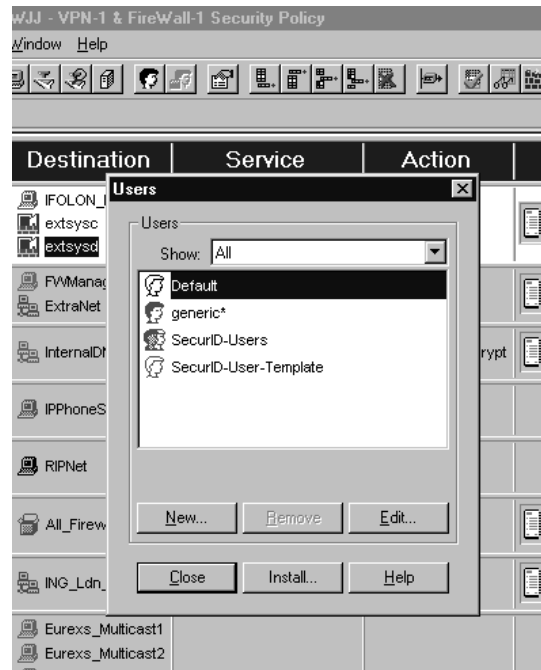 WJJ - VPN-1 & FireWall-1 Security Policy
Window Help
Destination Service Action
IFOLON_
extsysc
extsysd
FWManag
ExtraNet
InternalDM
rypt
IPPhoneS
RIPNet
All_Firew
ING_Ldn_
Eurexs_Multicast1
Eurexs_Multicast2
Users
Users
Show: All
Default
generic*
SecurID-Users
SecurID-User-Template
New... Remove Edit...
Close Install... Help